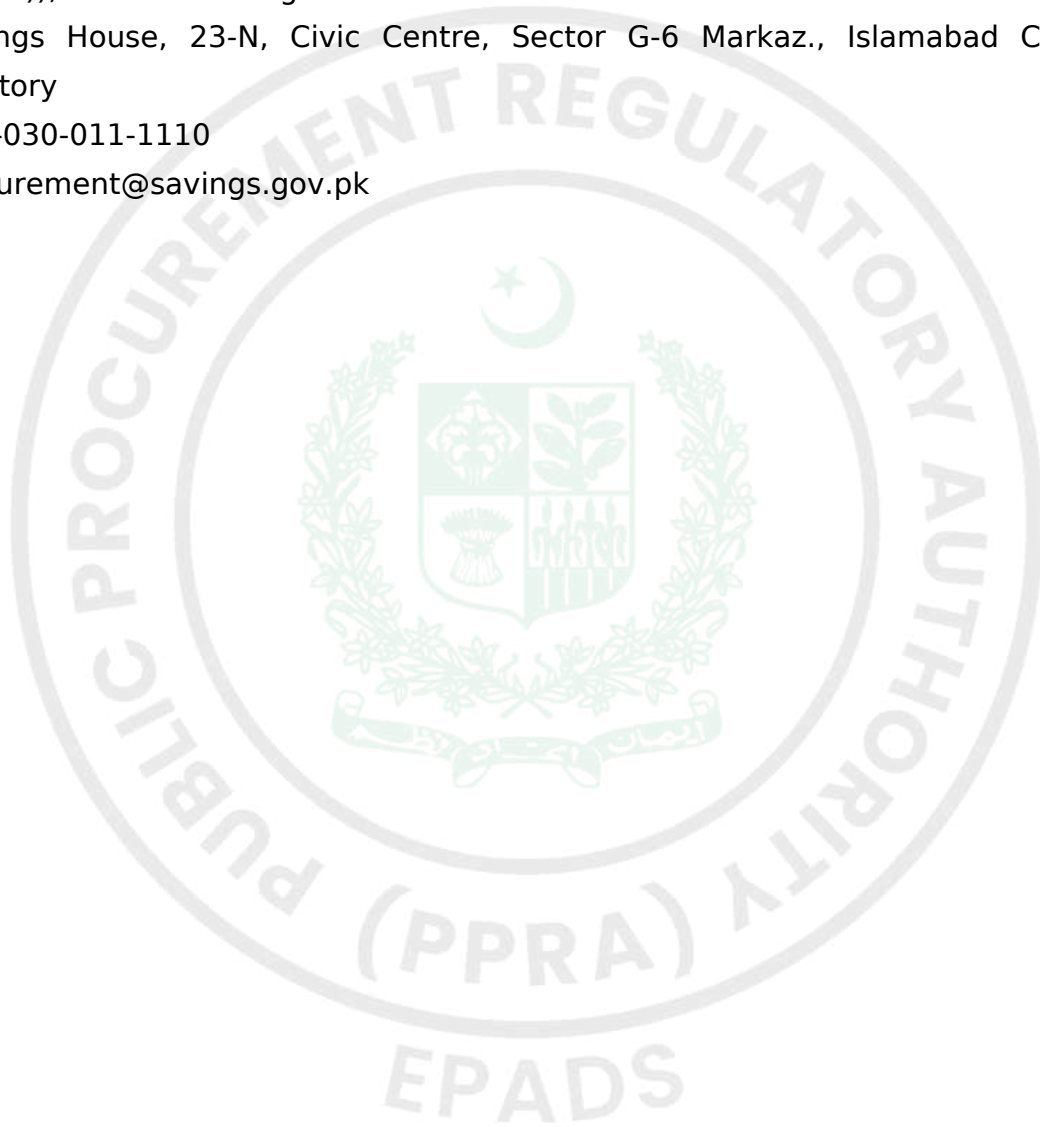 ngs House, 23-N, Civic Centre, Sector G-6 Markaz., Islamabad C
tory
-030-011-1110
urement@savings.gov.pk
PUBLIC PROCUREMENT REGULATORY AUTHORITY
(PPRA)
EPADS